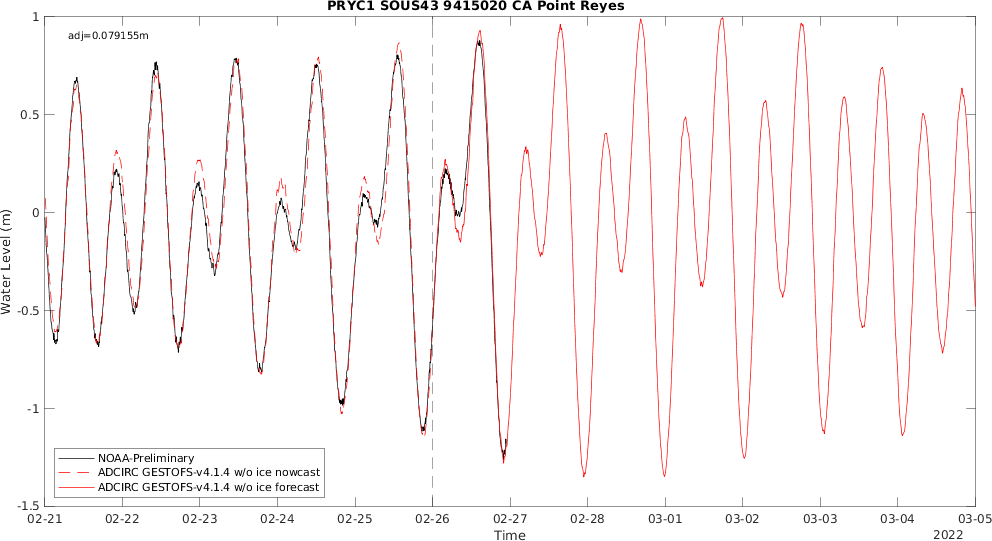 PRYC1 SOUS43 9415020 CA Point Reyes
adj=0.079155m
1
0.5
0
-0.5
-1
-1.5
Water Level (m)
NOAA-Preliminary
ADCIRC GESTOFS-v4.1.4 w/o ice nowcast
ADCIRC GESTOFS-v4.1.4 w/o ice forecast
02-21 02-22 02-23 02-24 02-25 02-26 02-27 02-28 03-01 03-02 03-03 03-04 03-05
Time
2022